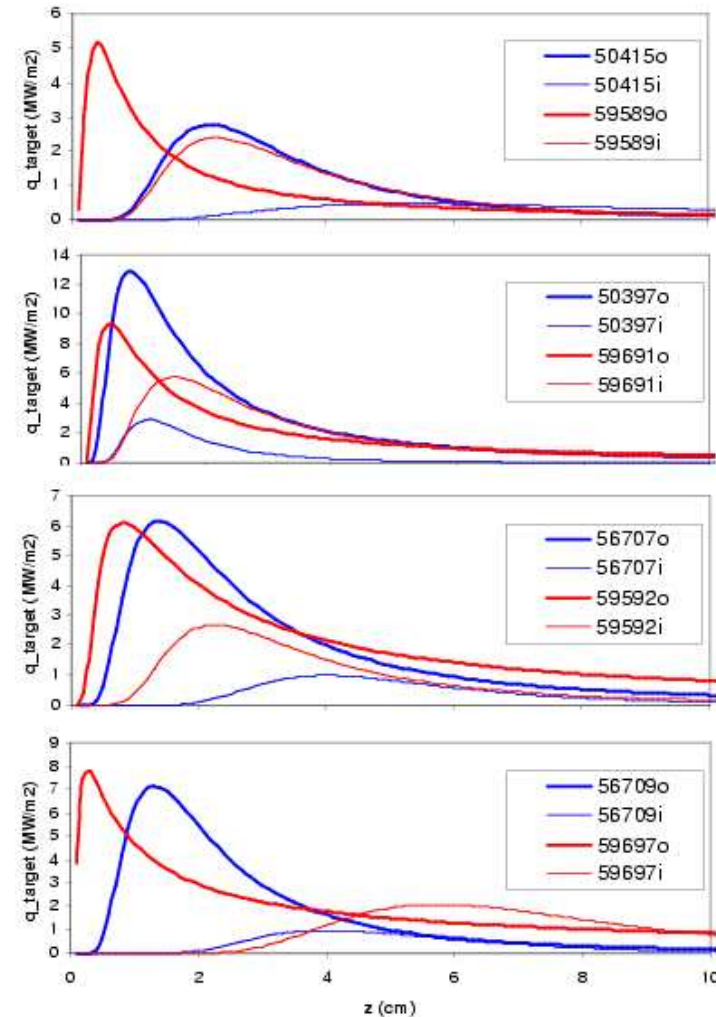 6
5
4
3
2
1
0
q_target (MW/m2)
50415o
50415i
59589o
59589i
14
12
10
8
6
4
2
0
q_target (MW/m2)
50397o
50397i
59691o
59691i
7
6
5
4
3
2
1
0
q_target (MW/m2)
56707o
56707i
59592o
59592i
9
8
7
6
5
4
3
2
1
0
q_target (MW/m2)
56709o
56709i
59697o
59697i
0 2 4 6 8 10
z (cm)